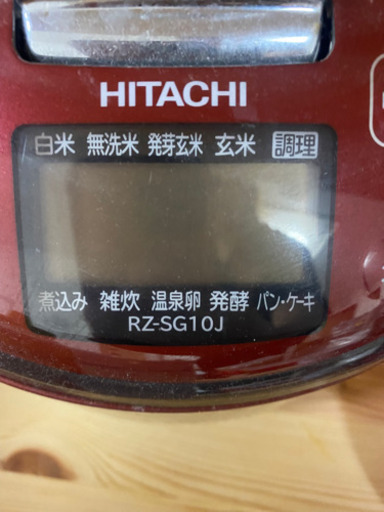 HITACHI
白米 無洗米 発芽玄米 玄米 調理
煮込み 雑炊 温泉卵 発酵 パン・ケーキ
RZ-SG10J